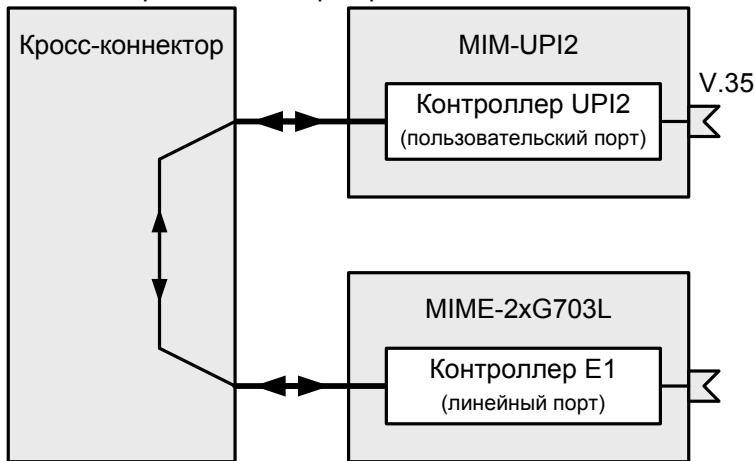 Кросс-коннектор
MIM-UPI2
V.35
Контроллер UPI2
(пользовательский порт)
MIME-2xG703L
Контроллер E1
(линейный порт)